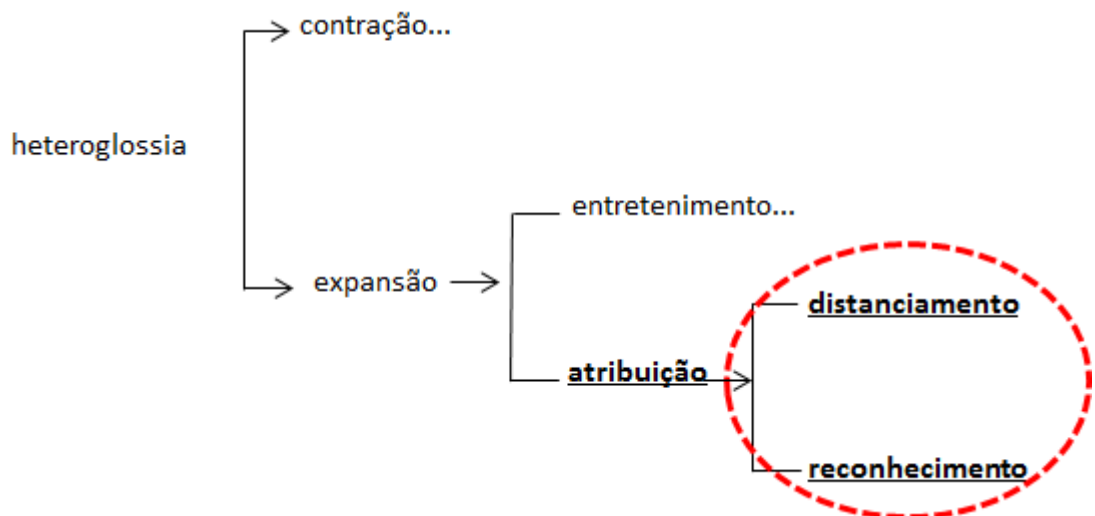 contração...
heteroglossia
entretenimento...
expansão
distanciamento
atribuição
reconhecimento